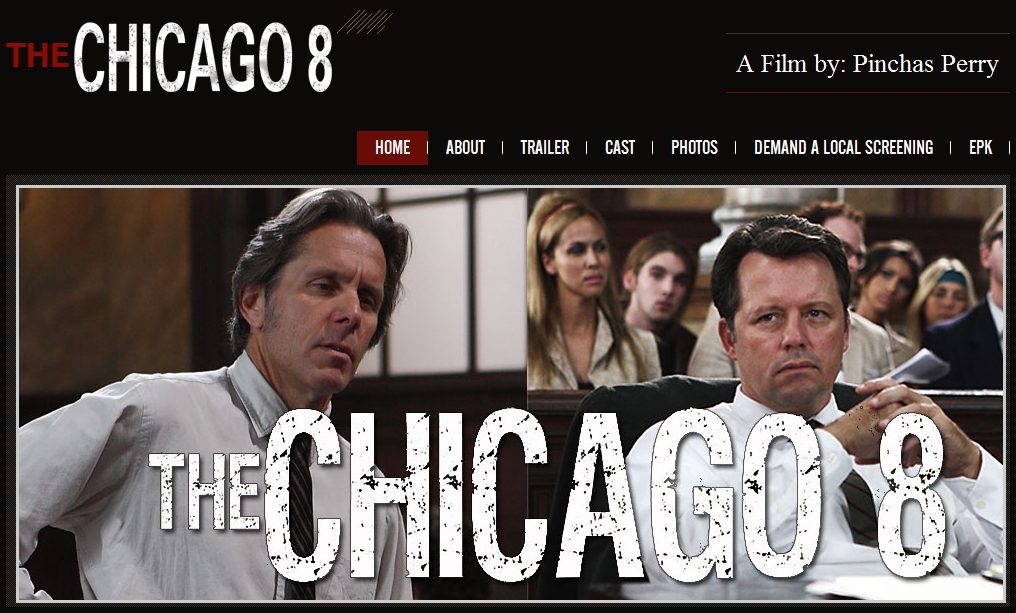 THE CHICAGO 8
A Film by: Pinchas Perry
HOME ABOUT TRAILER CAST PHOTOS DEMAND A LOCAL SCREENING EPK
THE CHICAGO 8